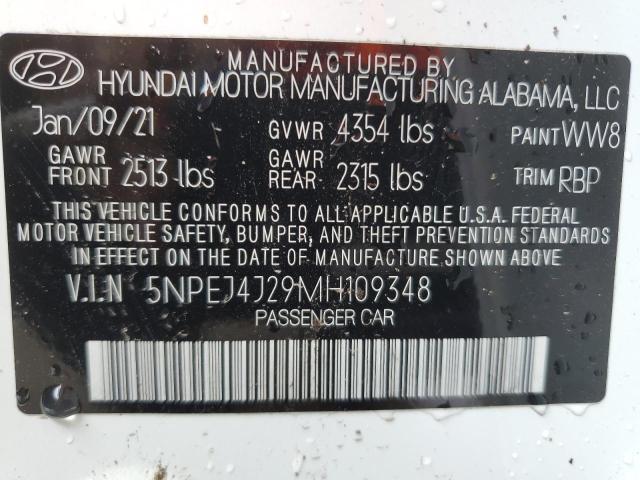 MANUFACTURED BY
HYUNDAI MOTOR MANUFACTURING ALABAMA, LLC
Jan/09/21 GVWR 4354 lbs PAINT WW8
GAWR FRONT 2513 lbs GAWR REAR 2315 lbs TRIM RBP
THIS VEHICLE CONFORMS TO ALL APPLICABLE U.S.A. FEDERAL
MOTOR VEHICLE SAFETY, BUMPER, AND THEFT PREVENTION STANDARDS
IN EFFECT ON THE DATE OF MANUFACTURE SHOWN ABOVE.
V.I.N 5NPEJ4J29MH109348
PASSENGER CAR